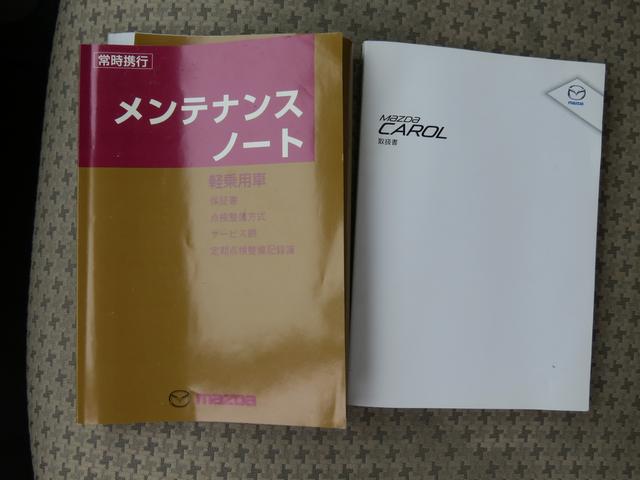 常時携行
メンテナンス
ノート
軽乗用車
保証書
点検整備方式
サービス網
定期点検整備記録簿
mazda
mazda
MAZDA
CAROL
取扱書